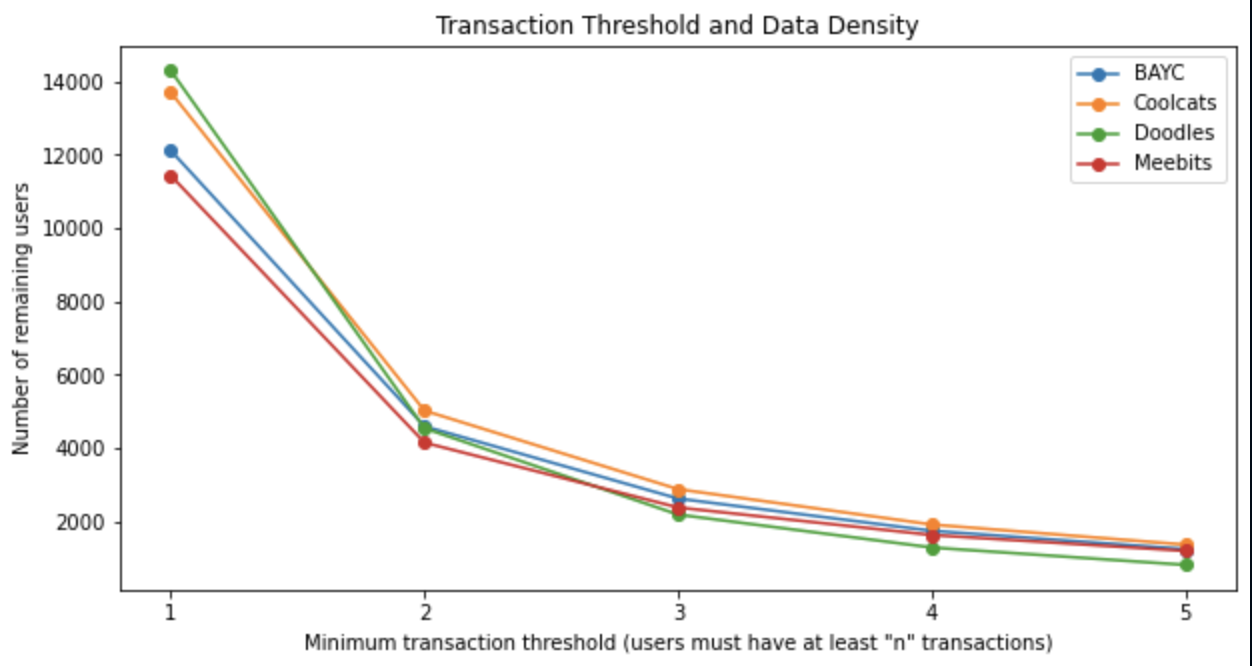 Transaction Threshold and Data Density
BAYC
Coolcats
Doodles
Meebits
Number of remaining users
14000
12000
10000
8000
6000
4000
2000
1 2 3 4 5
Minimum transaction threshold (users must have at least "n" transactions)